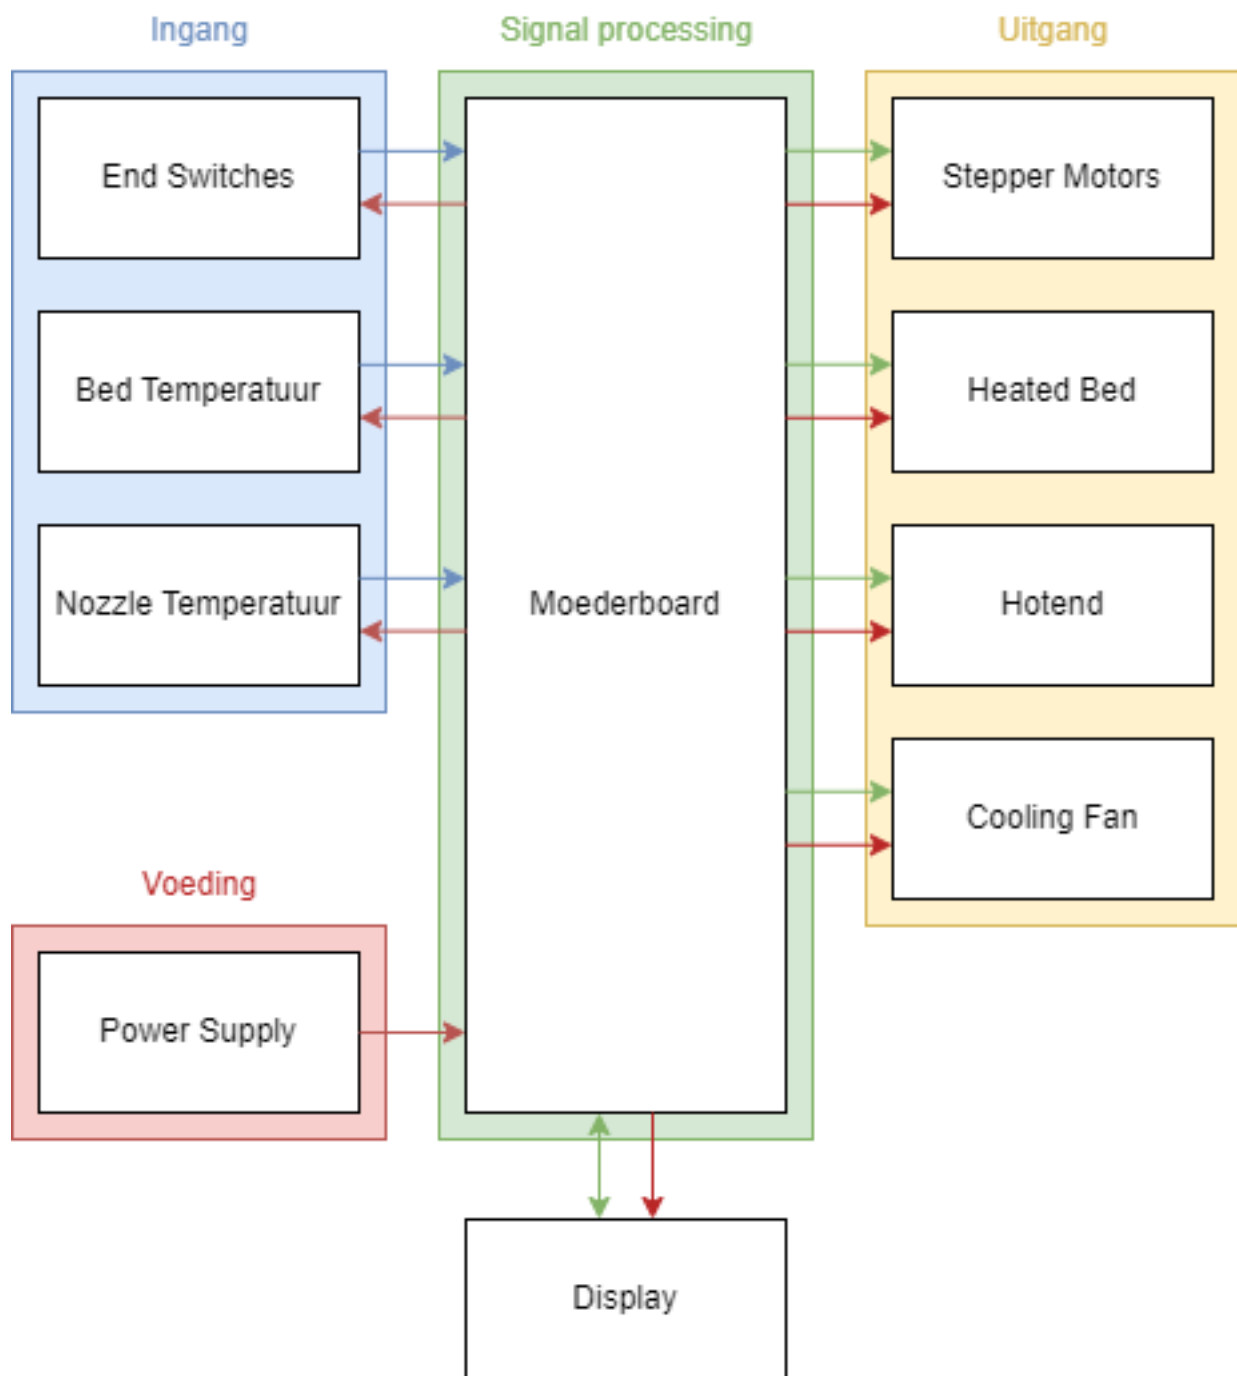 Ingang
Signal processing
Uitgang
End Switches
Stepper Motors
Bed Temperatuur
Heated Bed
Nozzle Temperatuur
Moederboard
Hotend
Cooling Fan
Voeding
Power Supply
Display